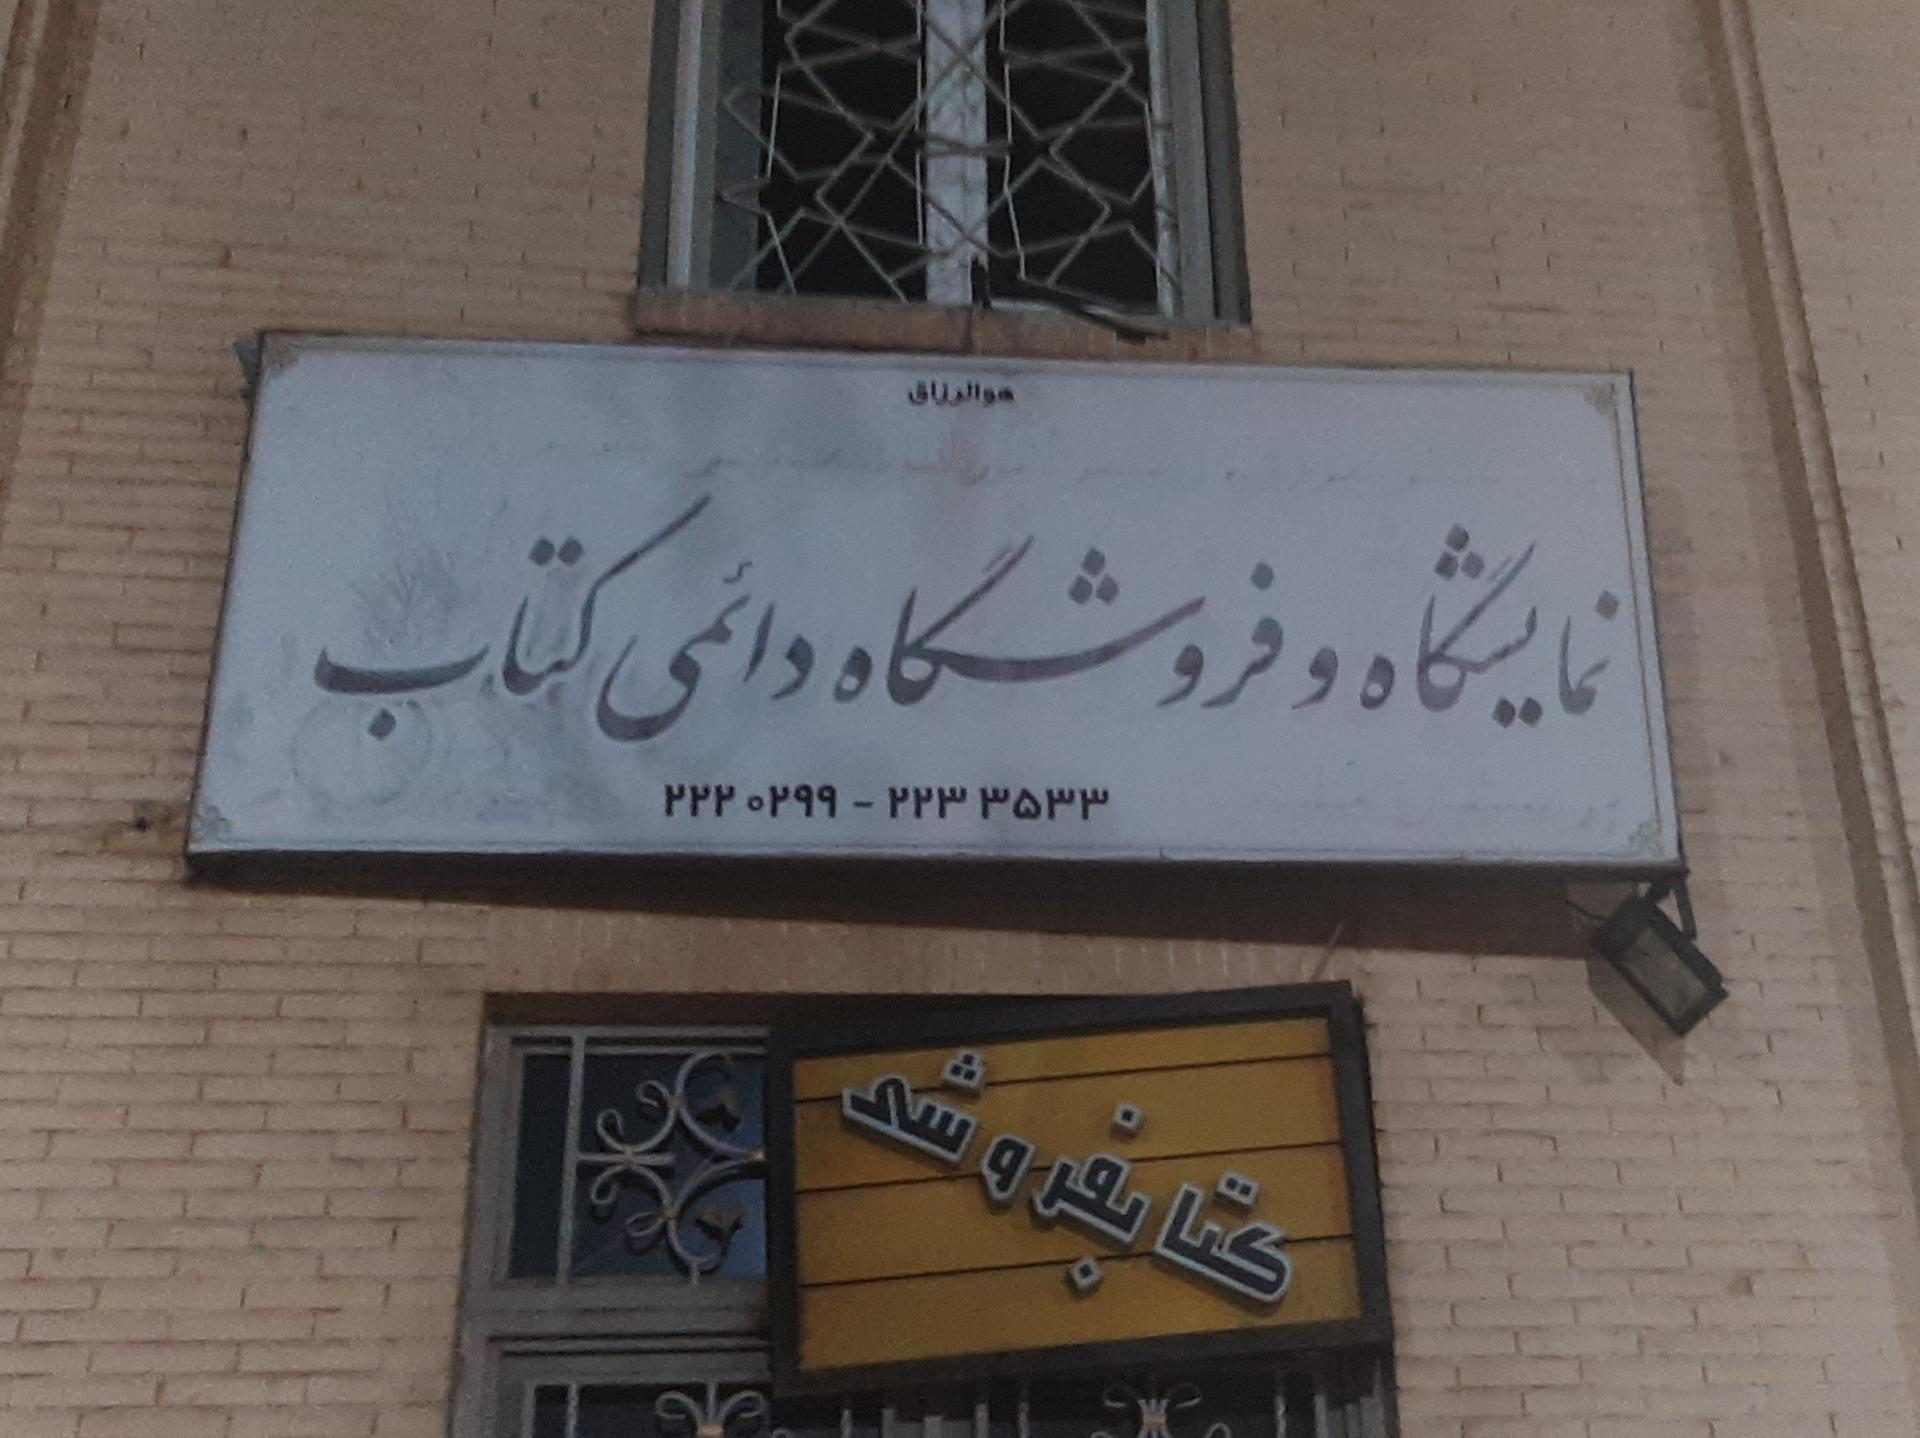 هوالرزاق
نمایشگاه و فروشگاه دائمی کتاب
۲۲۲۰۲۹۹ - ۲۲۳۳۵۳۳
کتابفروشی